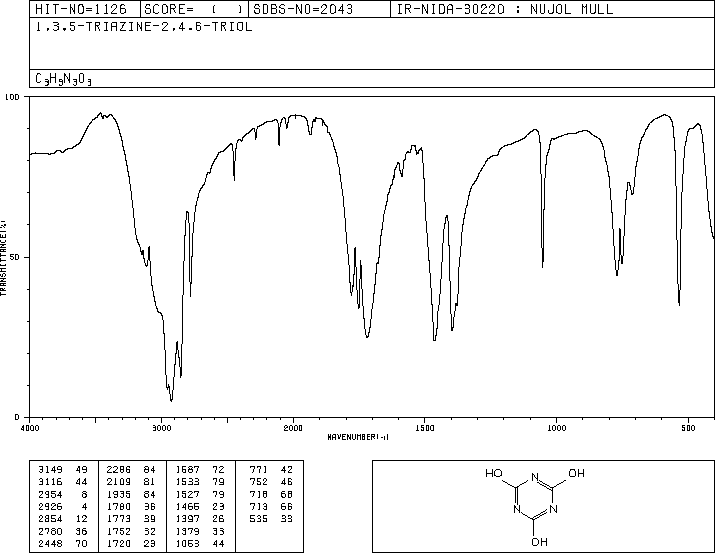 HIT-NO=1126 SCORE= ( ) SDBS-NO=2043 IR-NIDA-30220 : NUJOL MULL
1,3,5-TRIAZINE-2,4,6-TRIOL
C3H3N3O3
100
50
0
TRANSMITTANCE(%)
4000 3000 2000 1500 1000 500
WAVENUMBER(-1)
3149 49 2286 84 1587 72 771 42
3116 44 2109 81 1533 79 752 46
2954 8 1935 84 1527 79 718 68
2926 4 1780 36 1466 23 713 66
2854 12 1773 39 1397 26 535 33
2780 36 1752 32 1379 33
2448 70 1720 23 1053 44
HO N OH
N N
OH